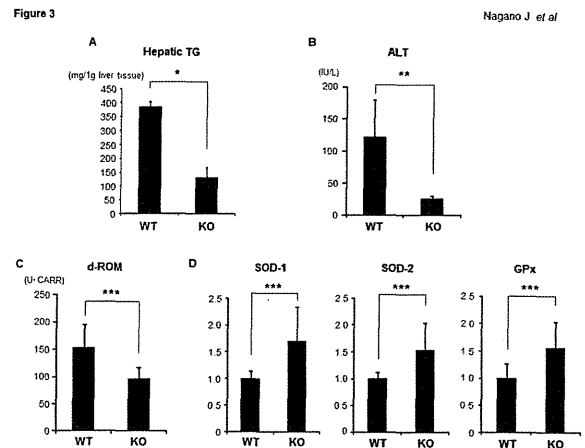 Figure 3
Nagano J et al
A
Hepatic TG
(mg/1g liver tissue)
*
450
400
350
300
250
200
150
100
50
0
WT KO
B
ALT
(IU/L)
**
200
150
100
50
0
WT KO
C
d-ROM
(U·CARR)
***
250
200
150
100
50
0
WT KO
D
SOD-1
***
2.5
2.0
1.5
1.0
0.5
0
WT KO
SOD-2
***
2.5
2.0
1.5
1.0
0.5
0
WT KO
GPx
***
2.5
2.0
1.5
1.0
0.5
0
WT KO